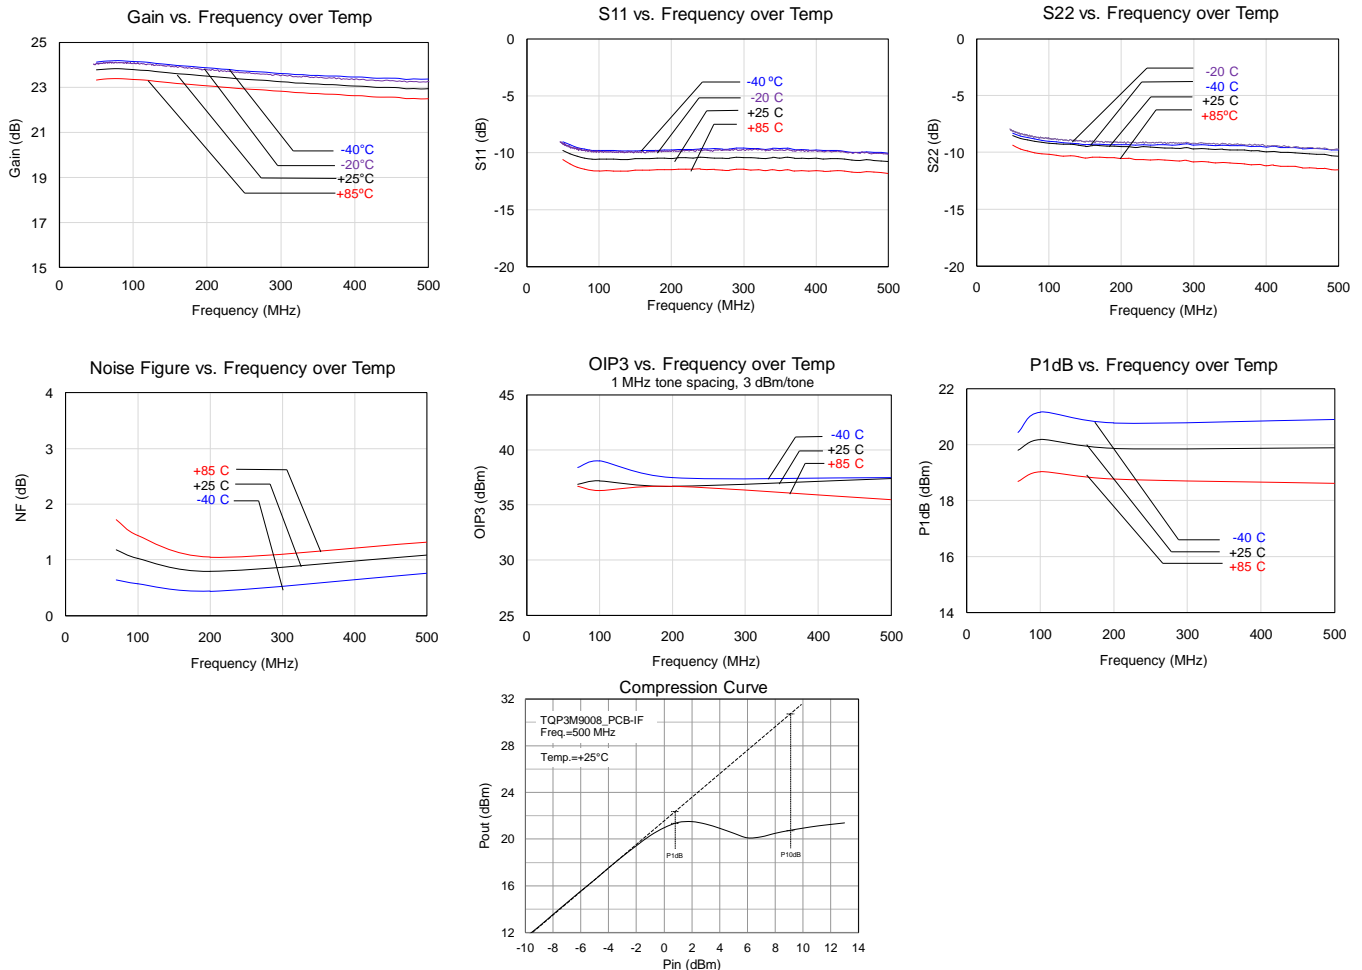 Gain vs. Frequency over Temp
25
23
21
19
17
15
Gain (dB)
-40°C
-20°C
+25°C
+85ºC
0
100
200
300
400
500
Frequency (MHz)
S11 vs. Frequency over Temp
0
-5
-10
-15
-20
S11 (dB)
-40 ºC
-20 C
+25 C
+85 C
0
100
200
300
400
500
Frequency (MHz)
S22 vs. Frequency over Temp
0
-5
-10
-15
-20
S22 (dB)
-20 C
-40 C
+25 C
+85ºC
0
100
200
300
400
500
Frequency (MHz)
Noise Figure vs. Frequency over Temp
4
3
2
1
0
NF (dB)
+85 C
+25 C
-40 C
0
100
200
300
400
500
Frequency (MHz)
OIP3 vs. Frequency over Temp
1 MHz tone spacing, 3 dBm/tone
45
40
35
30
25
OIP3 (dBm)
-40 C
+25 C
+85 C
0
100
200
300
400
500
Frequency (MHz)
P1dB vs. Frequency over Temp
22
20
18
16
14
P1dB (dBm)
-40 C
+25 C
+85 C
0
100
200
300
400
500
Frequency (MHz)
Compression Curve
32
28
24
20
16
12
Pout (dBm)
TQP3M9008_PCB-IF
Freq.=500 MHz
Temp.=+25°C
P1dB
P10dB
-10
-8
-6
-4
-2
0
2
4
6
8
10
12
14
Pin (dBm)